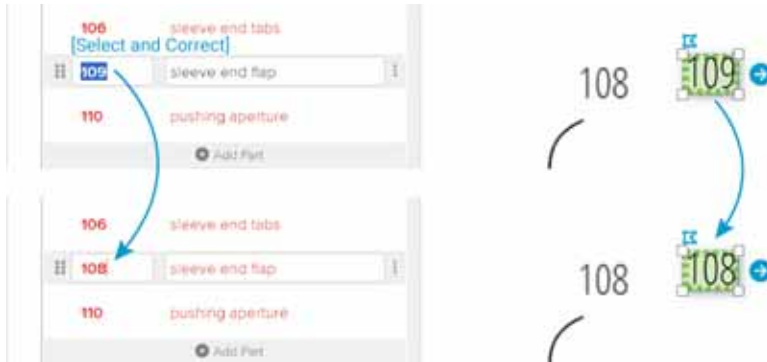 106 sleeve end tabs
[Select and Correct]
109 sleeve end flap
110 pushing aperture
Add Part
108 109
106 sleeve end tabs
108 sleeve end flap
110 pushing aperture
Add Part
108 108